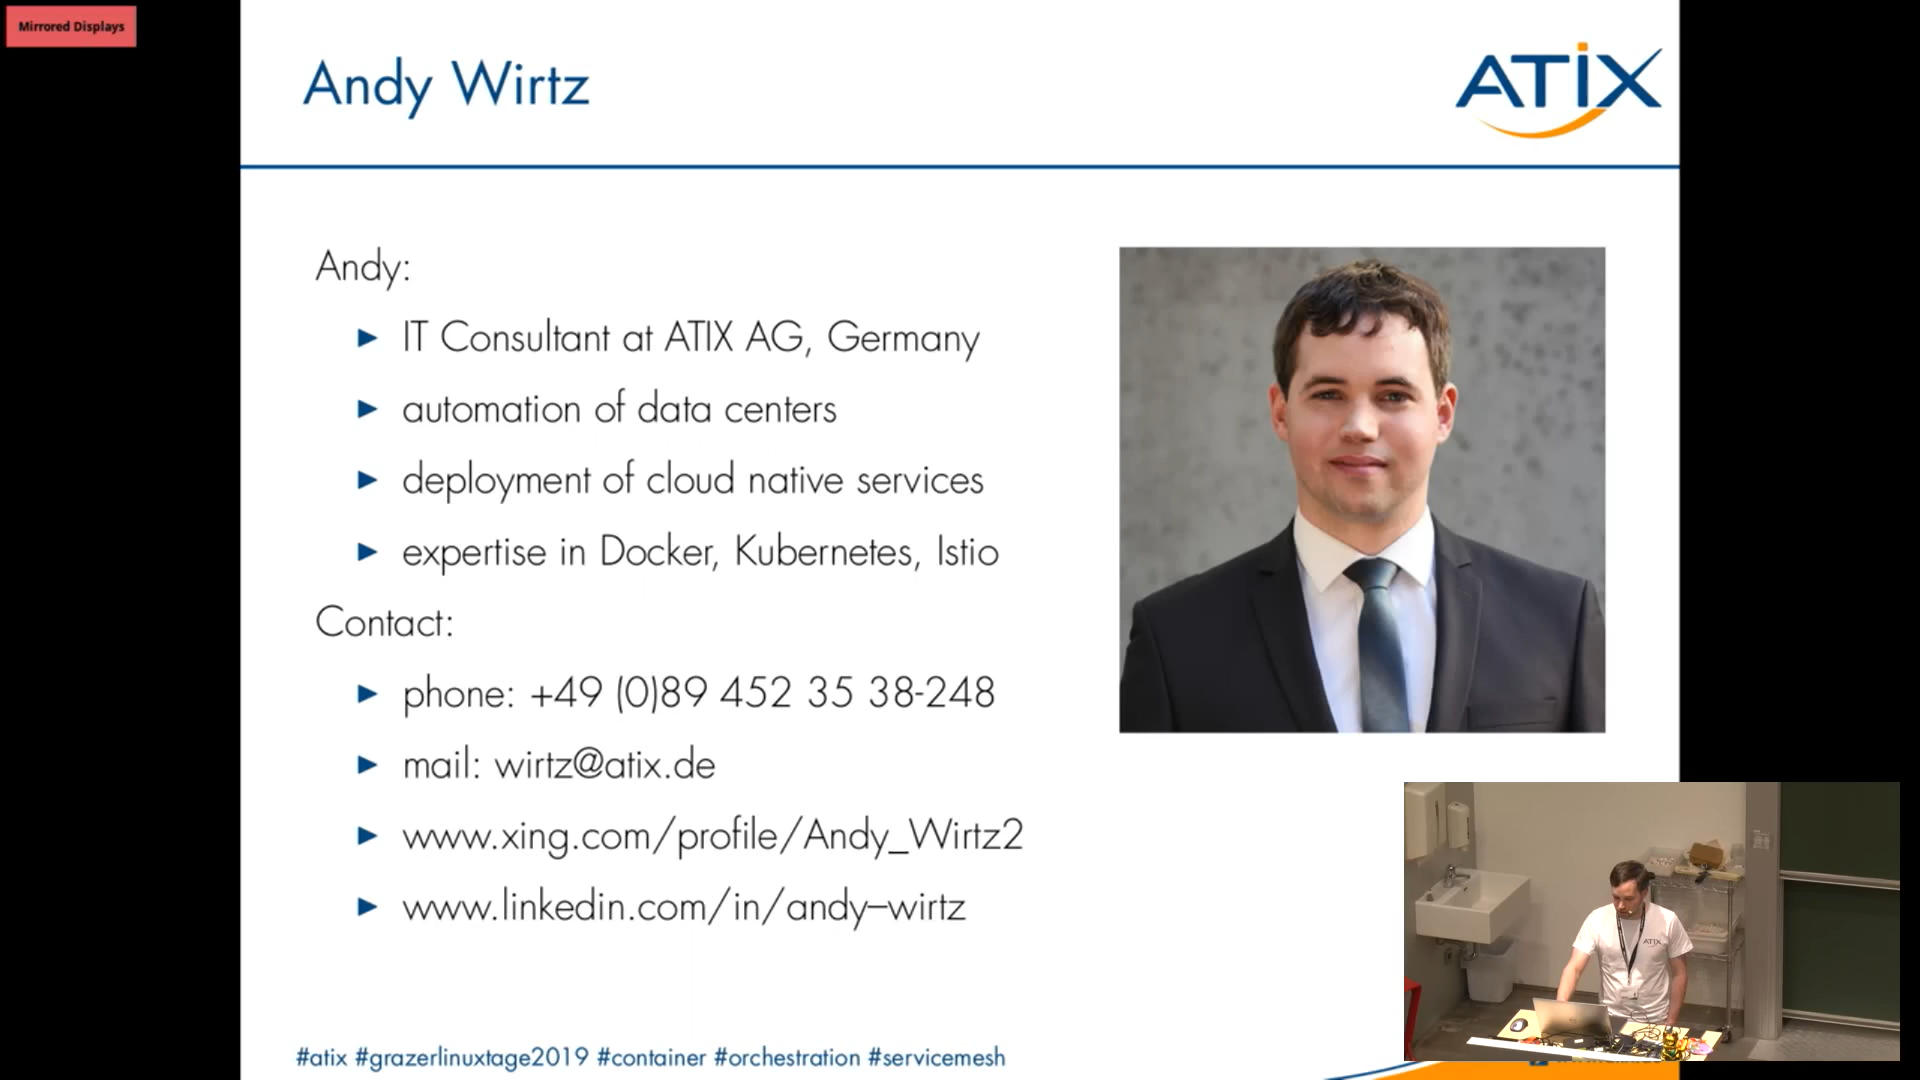 Mirrored Displays
Andy Wirtz
ATIX
Andy:
IT Consultant at ATIX AG, Germany
automation of data centers
deployment of cloud native services
expertise in Docker, Kubernetes, Istio
Contact:
phone: +49 (0)89 452 35 38-248
mail: wirtz@atix.de
www.xing.com/profile/Andy_Wirtz2
www.linkedin.com/in/andy–wirtz
ATIX
#atix #grazerlinuxtage2019 #container #orchestration #servicemesh